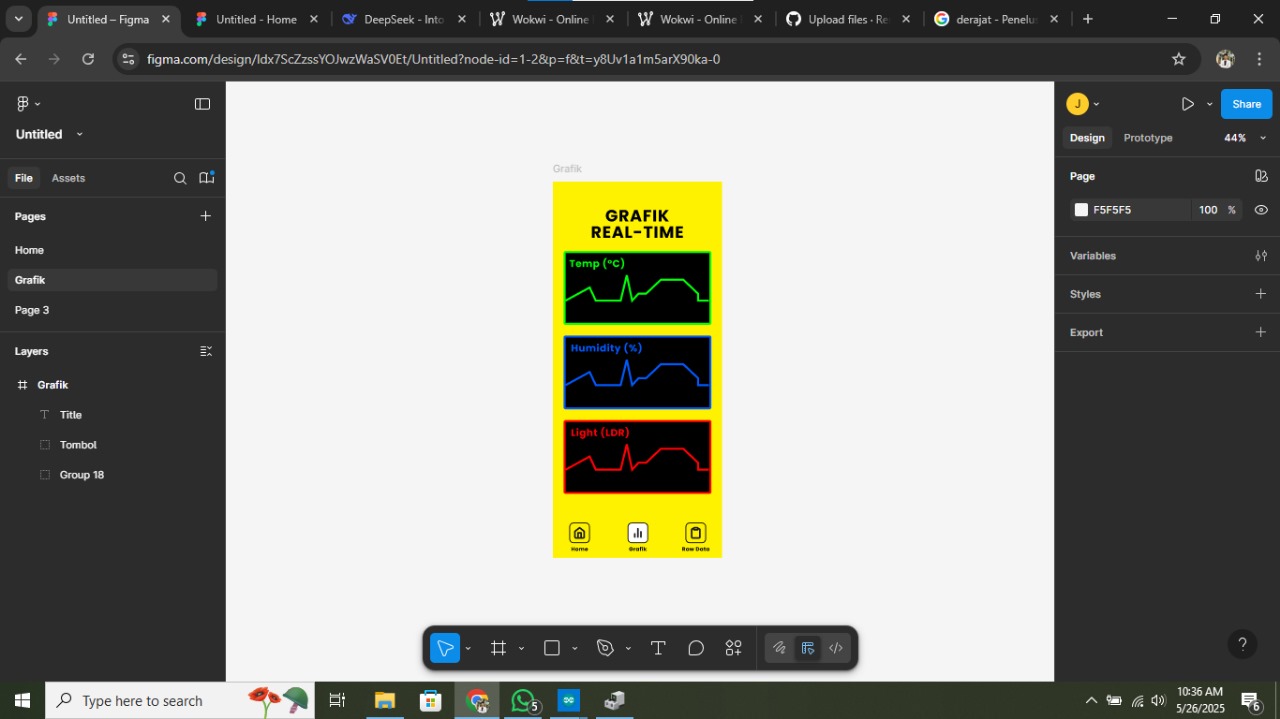 Untitled – Figma
Untitled - Home
DeepSeek - Into
Wokwi - Online
Wokwi - Online
Upload files · Re
derajat - Penelus
figma.com/design/ldx7ScZzssYOJwzWaSV0Et/Untitled?node-id=1-2&p=f&t=y8Uv1a1m5arX90ka-0
Untitled
File
Assets
Pages
Home
Grafik
Page 3
Layers
Grafik
Title
Tombol
Group 18
Grafik
GRAFIK
REAL-TIME
Temp (°C)
Humidity (%)
Light (LDR)
Home
Grafik
Raw Data
J
Share
Design
Prototype
44%
Page
F5F5F5
100
%
Variables
Styles
Export
?
Type here to search
5
10:36 AM
5/26/2025
6